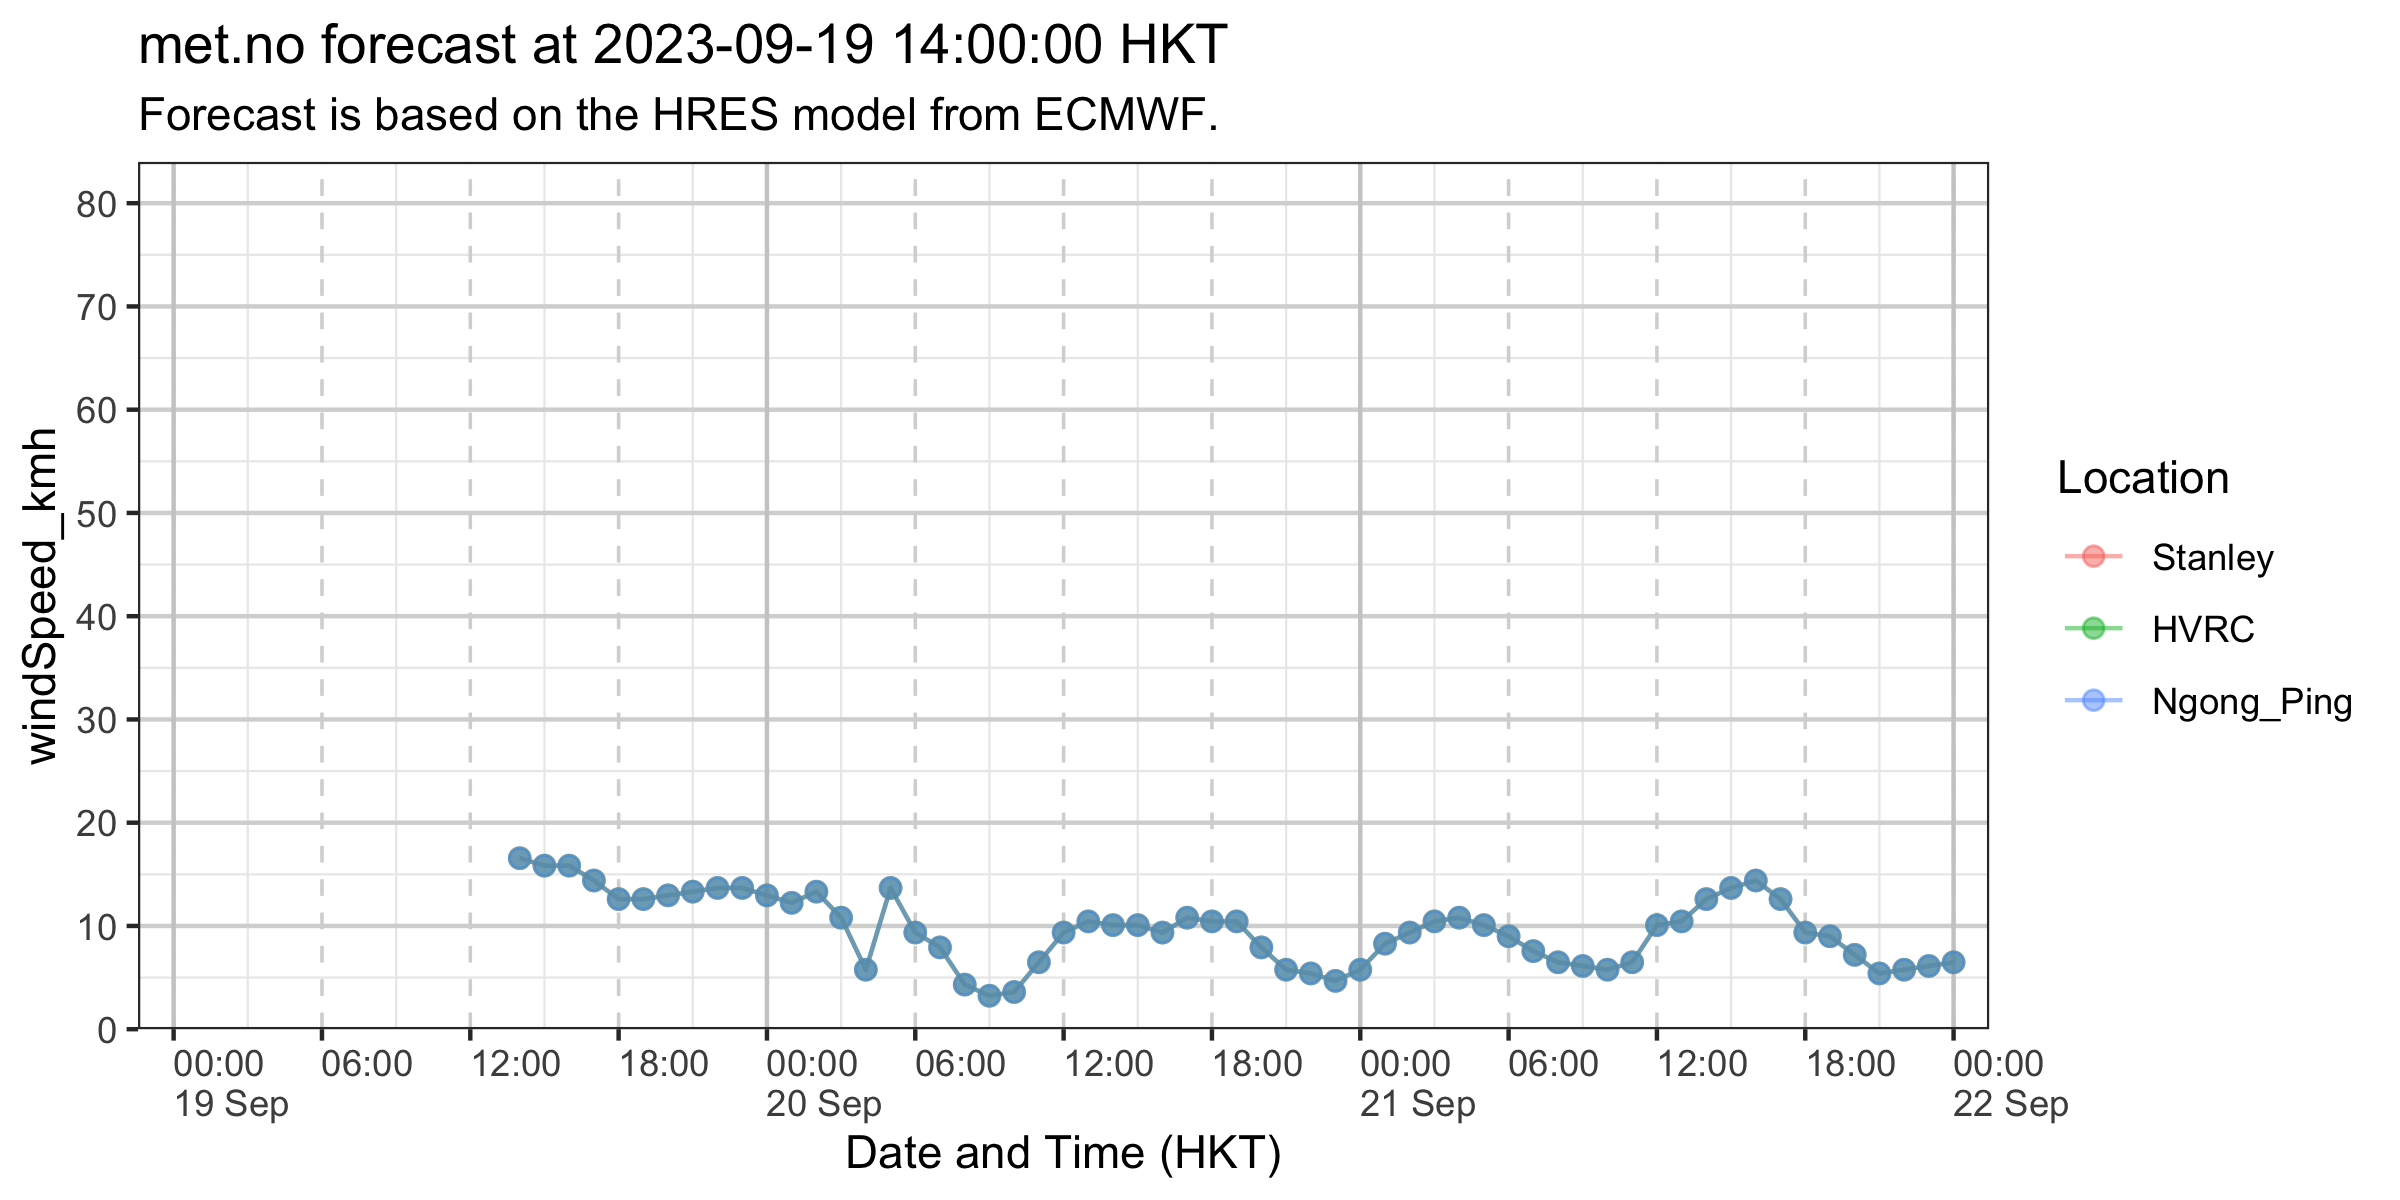 met.no forecast at 2023-09-19 14:00:00 HKT
Forecast is based on the HRES model from ECMWF.
windSpeed_kmh
80
70
60
50
40
30
20
10
0
00:00 06:00 12:00 18:00 00:00 06:00 12:00 18:00 00:00 06:00 12:00 18:00 00:00
19 Sep 20 Sep 21 Sep 22 Sep
Date and Time (HKT)
Location
Stanley
HVRC
Ngong_Ping